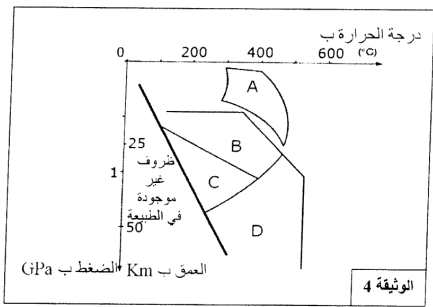 درجة الحرارة ب
0 200 400 600 (°C)
A
25
B
ظروف
غير
موجودة
في الطبيعة
1
C
50
D
العمق ب Km الضغط ب GPa
الوثيقة 4